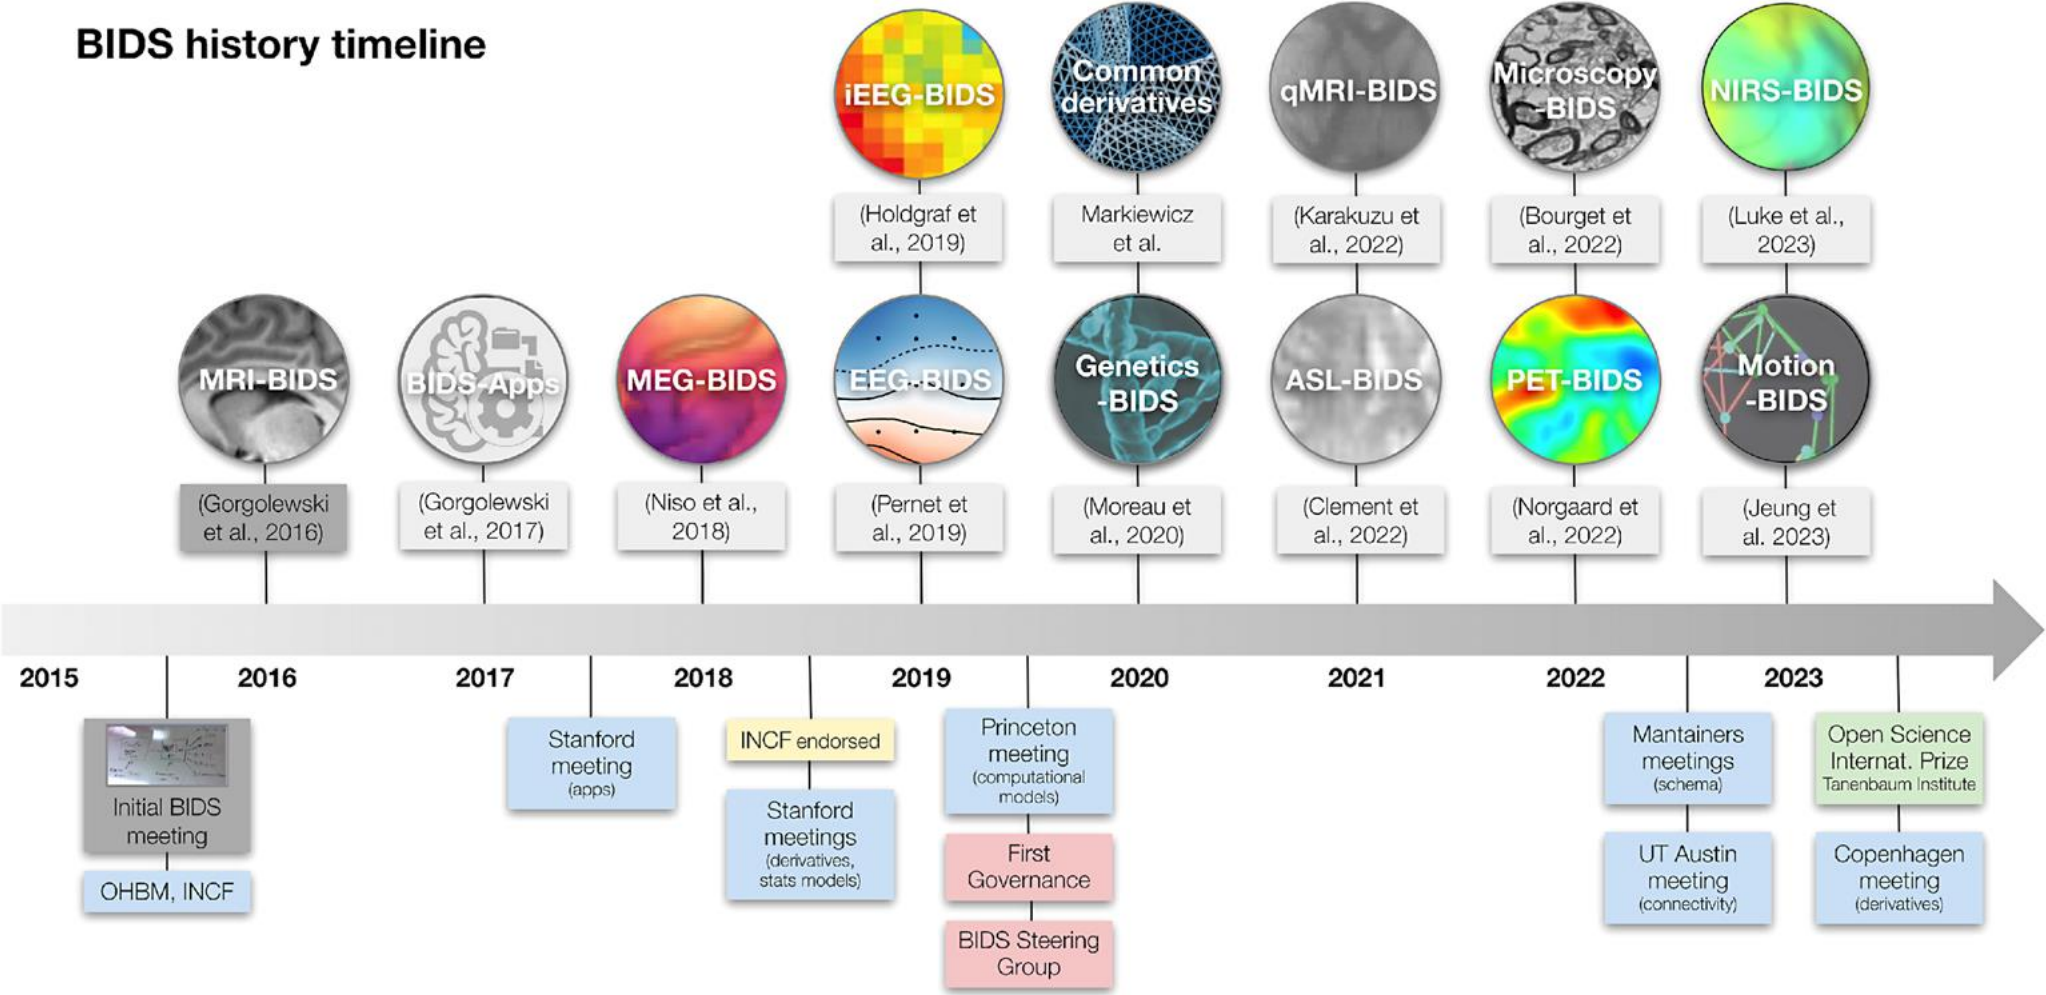 BIDS history timeline
iEEG-BIDS
Common
derivatives
qMRI-BIDS
Microscopy
-BIDS
NIRS-BIDS
(Holdgraf et
al., 2019)
Markiewicz
et al.
(Karakuzu et
al., 2022)
(Bourget et
al., 2022)
(Luke et al.,
2023)
MRI-BIDS
BIDS-Apps
MEG-BIDS
EEG-BIDS
Genetics
-BIDS
ASL-BIDS
PET-BIDS
Motion
-BIDS
(Gorgolewski
et al., 2016)
(Gorgolewski
et al., 2017)
(Niso et al.,
2018)
(Pernet et
al., 2019)
(Moreau et
al., 2020)
(Clement et
al., 2022)
(Norgaard et
al., 2022)
(Jeung et
al. 2023)
2015
2016
2017
2018
2019
2020
2021
2022
2023
Initial BIDS
meeting
OHBM, INCF
Stanford
meeting
(apps)
INCF endorsed
Stanford
meetings
(derivatives,
stats models)
Princeton
meeting
(computational
models)
First
Governance
BIDS Steering
Group
Mantainers
meetings
(schema)
UT Austin
meeting
(connectivity)
Open Science
Internat. Prize
Tanenbaum Institute
Copenhagen
meeting
(derivatives)